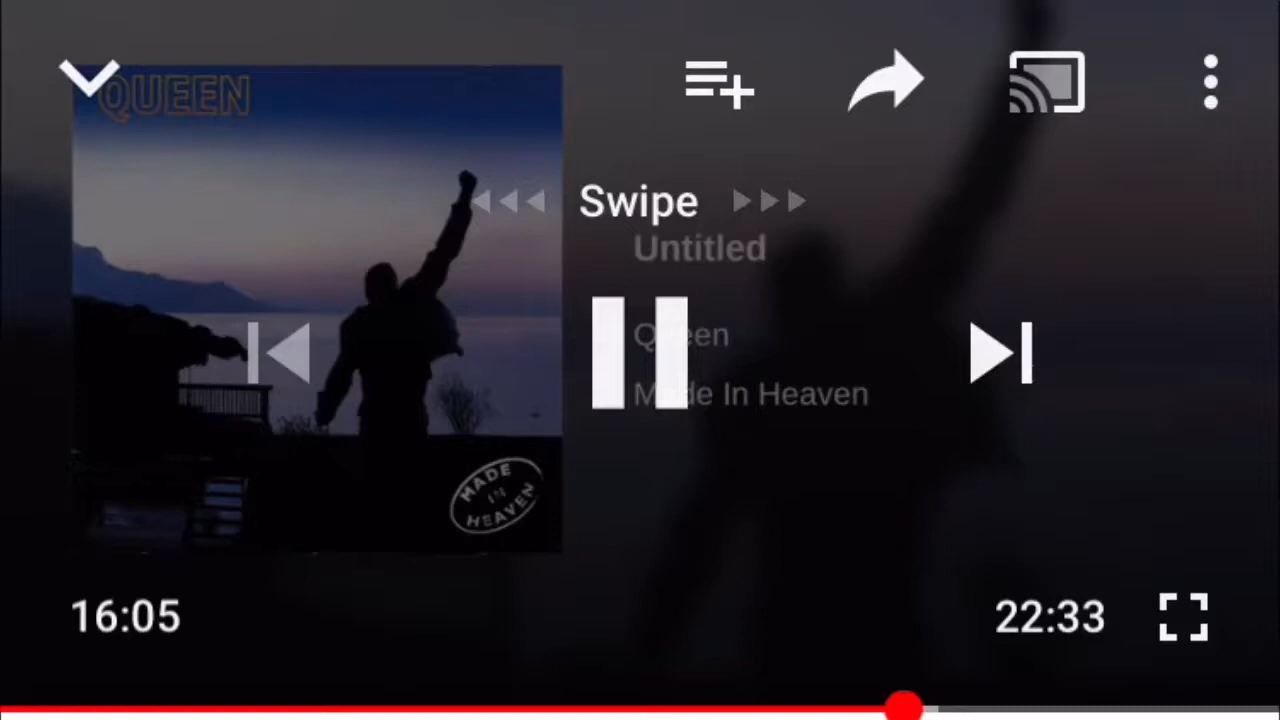 QUEEN
Swipe
Untitled
Queen
Made In Heaven
MADE
IN
HEAVEN
16:05
22:33